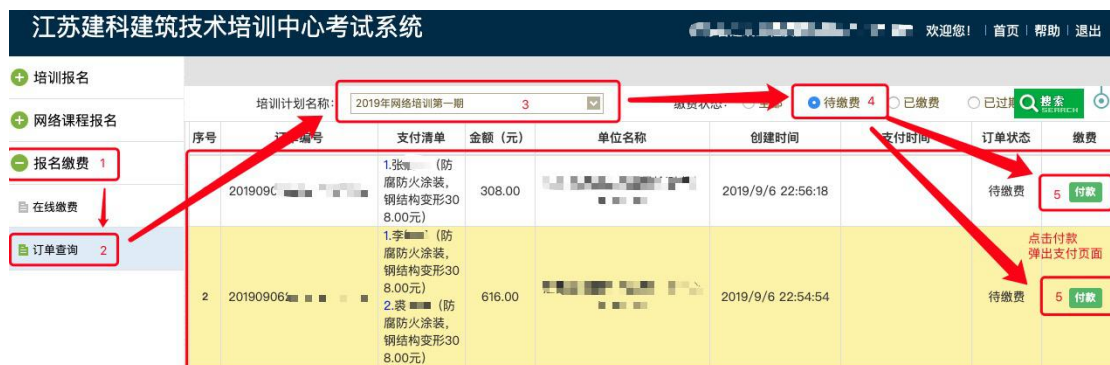 江苏建科建筑技术培训中心考试系统
欢迎您! | 首页 | 帮助 | 退出
培训报名
网络课程报名
报名缴费 1
在线缴费
订单查询 2
培训计划名称: 2019年网络培训第一期 3
缴费状态: 全部 待缴费 4 已缴费 已过期 搜索
SEARCH
序号 订单编号 支付清单 金额(元) 单位名称 创建时间 支付时间 订单状态 缴费
1.张 (防
腐防火涂装,
钢结构变形30
8.00元)
201909 308.00 2019/9/6 22:56:18 待缴费 5 付款
点击付款
弹出支付页面
1.李 (防
腐防火涂装,
钢结构变形30
8.00元)
2.裘 (防
腐防火涂装,
钢结构变形30
8.00元)
2 20190906 616.00 2019/9/6 22:54:54 待缴费 5 付款